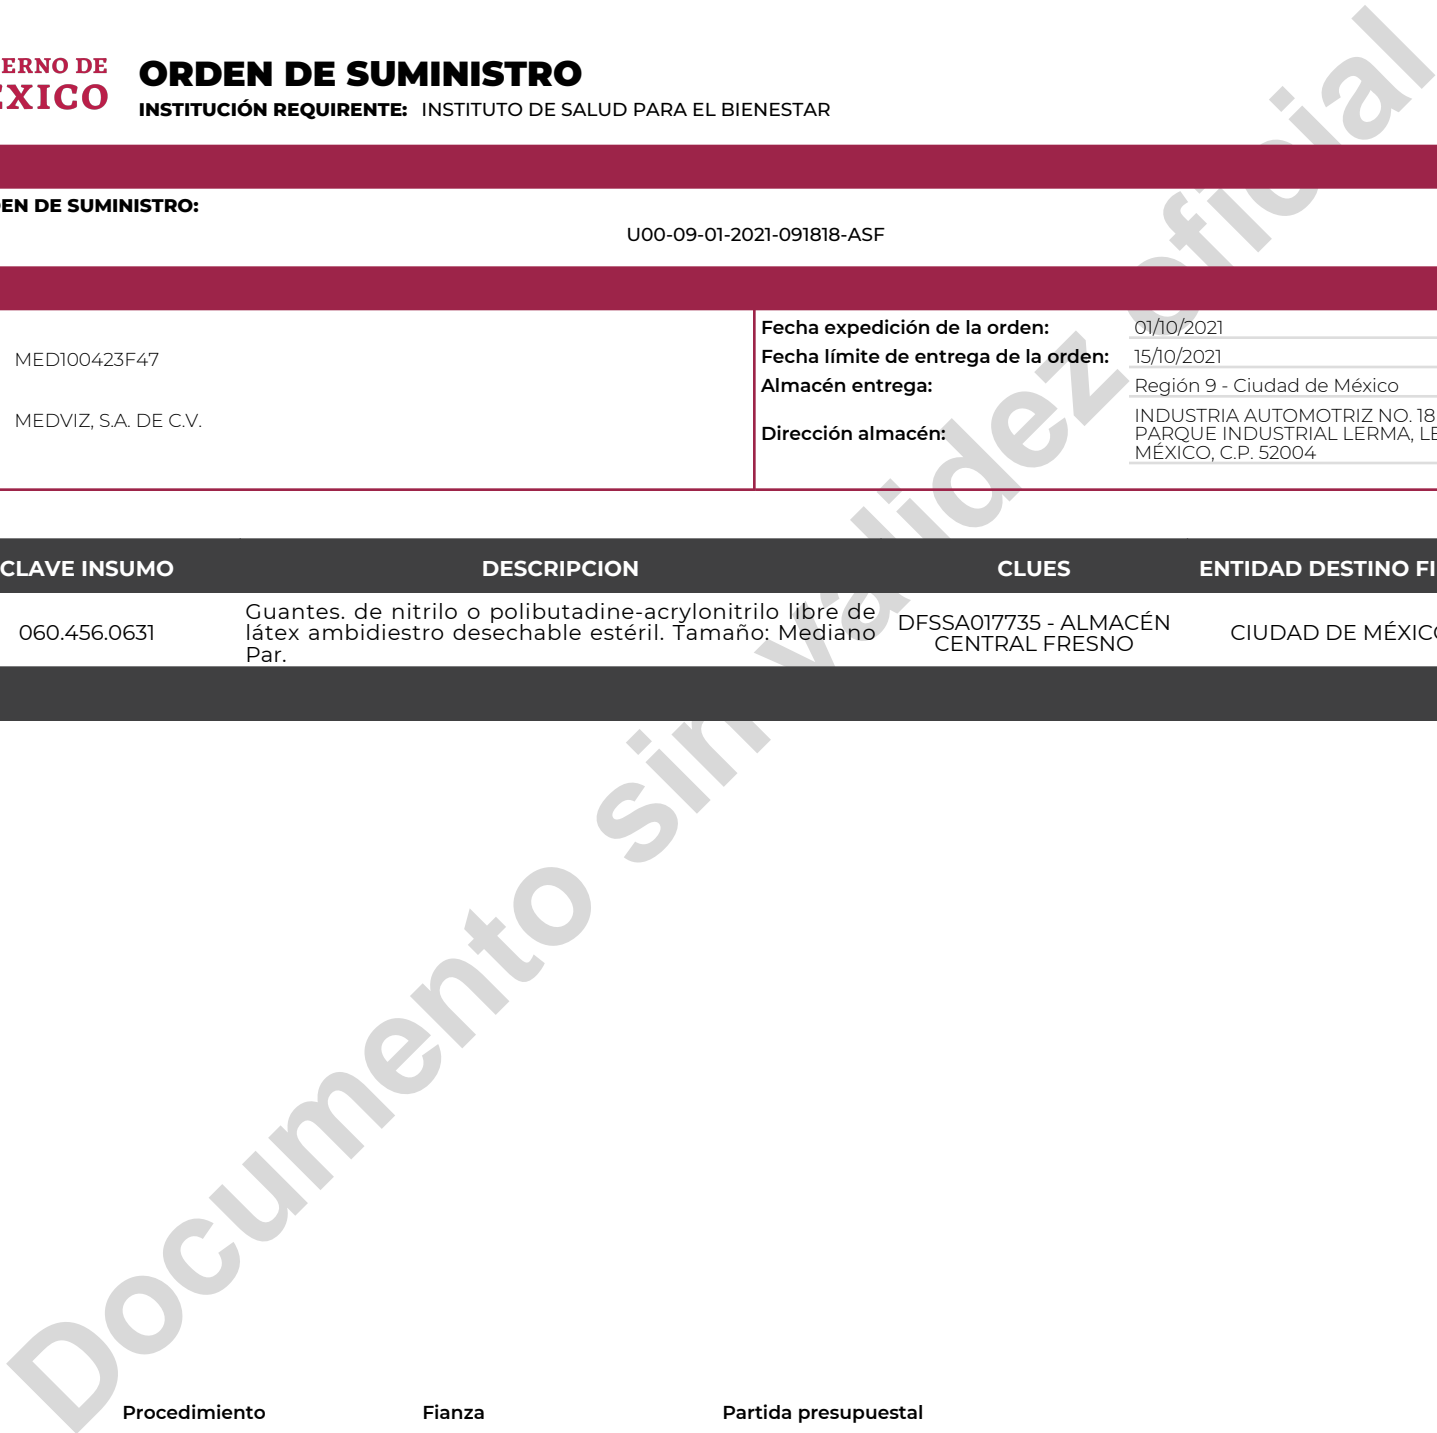 ERNO DE
ÉXICO
ORDEN DE SUMINISTRO
INSTITUCIÓN REQUIRENTE: INSTITUTO DE SALUD PARA EL BIENESTAR
EN DE SUMINISTRO:
U00-09-01-2021-091818-ASF
MED100423F47
MEDVIZ, S.A. DE C.V.
Fecha expedición de la orden: 01/10/2021
Fecha límite de entrega de la orden: 15/10/2021
Almacén entrega: Región 9 - Ciudad de México
Dirección almacén:
INDUSTRIA AUTOMOTRIZ NO. 18
PARQUE INDUSTRIAL LERMA, LE
MÉXICO, C.P. 52004
CLAVE INSUMO DESCRIPCION CLUES ENTIDAD DESTINO FI
060.456.0631
Guantes. de nitrilo o polibutadine-acrylonitrilo libre de
látex ambidiestro desechable estéril. Tamaño: Mediano
Par.
DFSSA017735 - ALMACÉN
CENTRAL FRESNO
CIUDAD DE MÉXICO
Documento sin validez oficial
Procedimiento Fianza Partida presupuestal